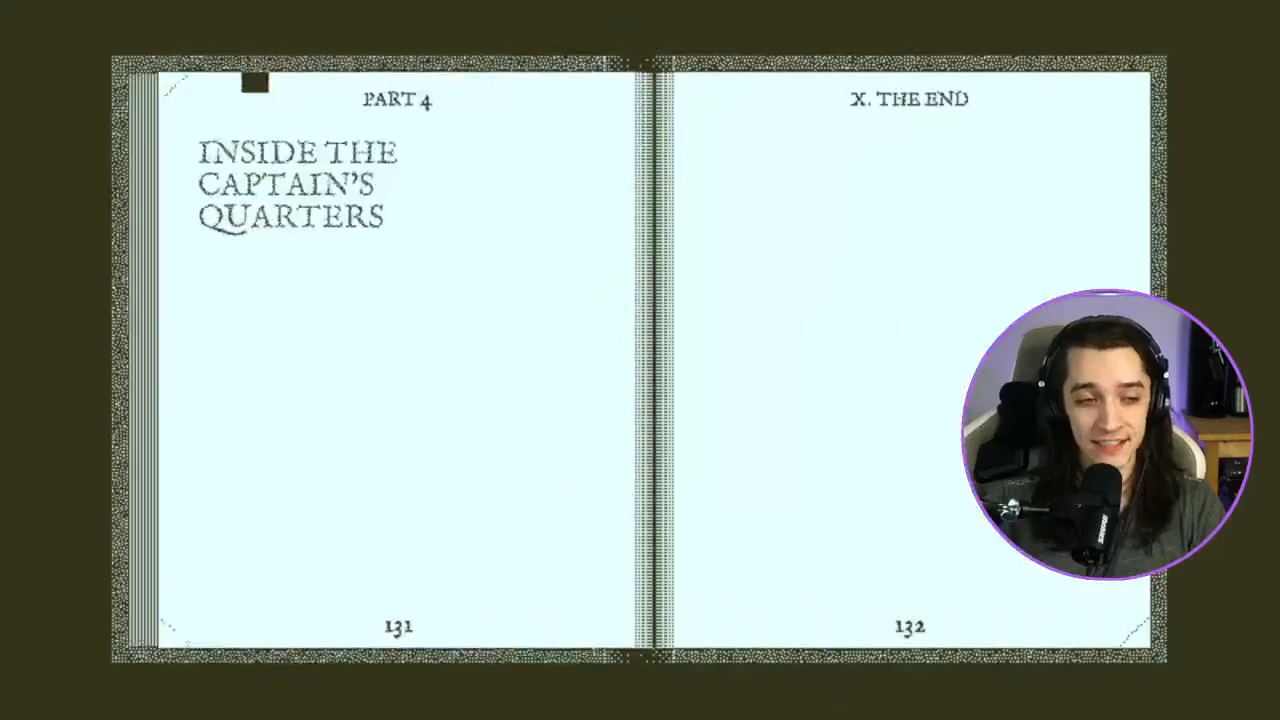 PART 4
INSIDE THE
CAPTAIN'S
QUARTERS
131
X. THE END
132